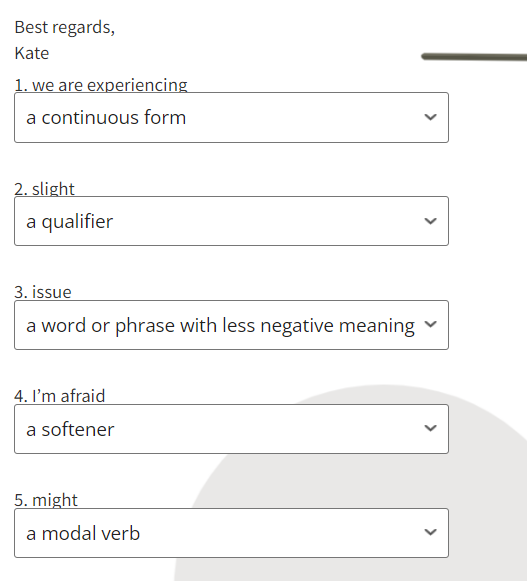 Best regards,
Kate
1. we are experiencing
a continuous form
2. slight
a qualifier
3. issue
a word or phrase with less negative meaning
4. I’m afraid
a softener
5. might
a modal verb